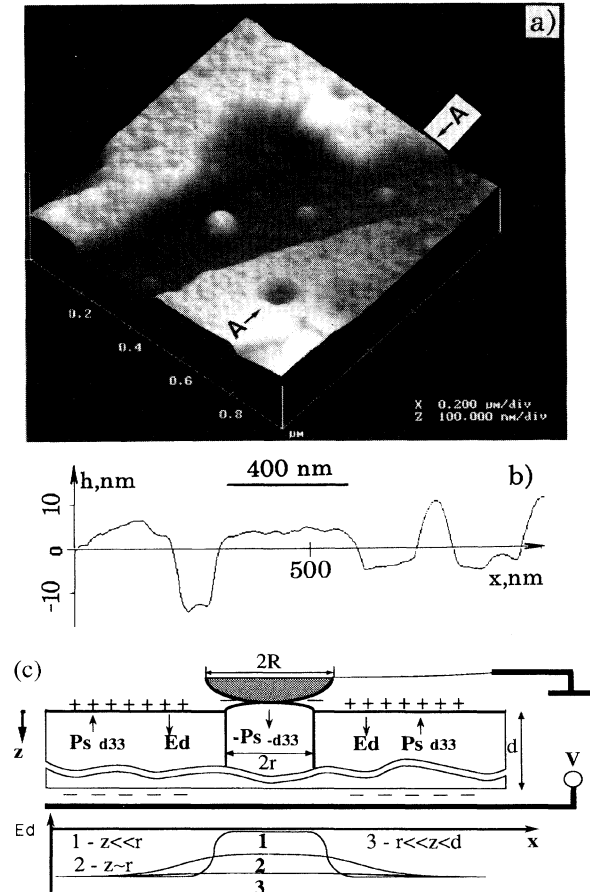 a)
A
A
0.2
0.4
0.6
0.8
μM
X 0.200 μM/div
Z 100.000 nM/div
400 nm
b)
h,nm
10
0
-10
500
x,nm
(c)
2R
+ + + + + + +
− −
+ + + + + + +
z
Ps d33
Ed
-Ps -d33
2r
Ed
Ps d33
d
V
− − − − −
− − − − −
Ed
1 - z<<r
1
3 - r<<z<d
x
2 - z~r
2
3